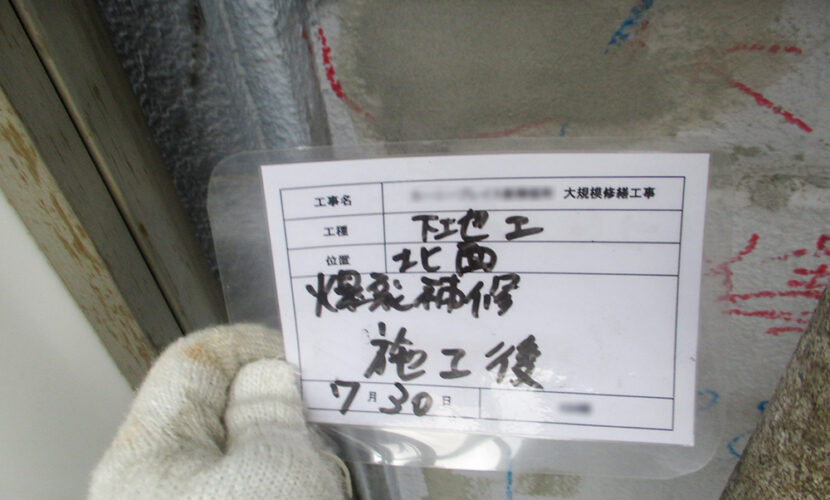 工事名 大規模修繕工事
工種 下地工
位置 北面
爆裂補修
施工後
7月30日